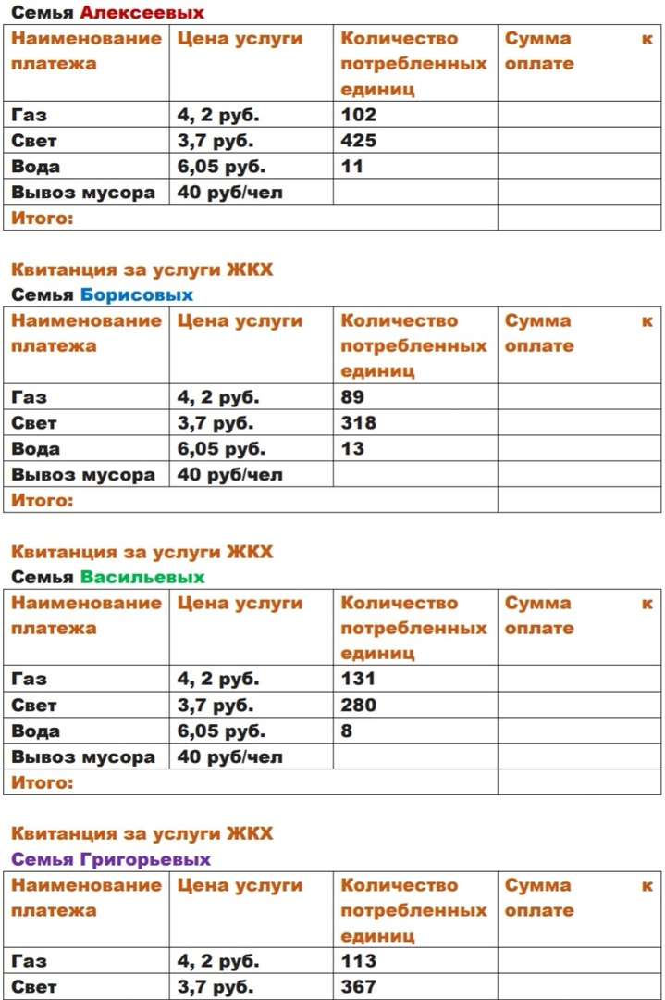 Семья Алексеевых
Наименование Цена услуги Количество Сумма к
платежа потребленных оплате
единиц
Газ 4, 2 руб. 102
Свет 3,7 руб. 425
Вода 6,05 руб. 11
Вывоз мусора 40 руб/чел
Итого:
Квитанция за услуги ЖКХ
Семья Борисовых
Наименование Цена услуги Количество Сумма к
платежа потребленных оплате
единиц
Газ 4, 2 руб. 89
Свет 3,7 руб. 318
Вода 6,05 руб. 13
Вывоз мусора 40 руб/чел
Итого:
Квитанция за услуги ЖКХ
Семья Васильевых
Наименование Цена услуги Количество Сумма к
платежа потребленных оплате
единиц
Газ 4, 2 руб. 131
Свет 3,7 руб. 280
Вода 6,05 руб. 8
Вывоз мусора 40 руб/чел
Итого:
Квитанция за услуги ЖКХ
Семья Григорьевых
Наименование Цена услуги Количество Сумма к
платежа потребленных оплате
единиц
Газ 4, 2 руб. 113
Свет 3,7 руб. 367